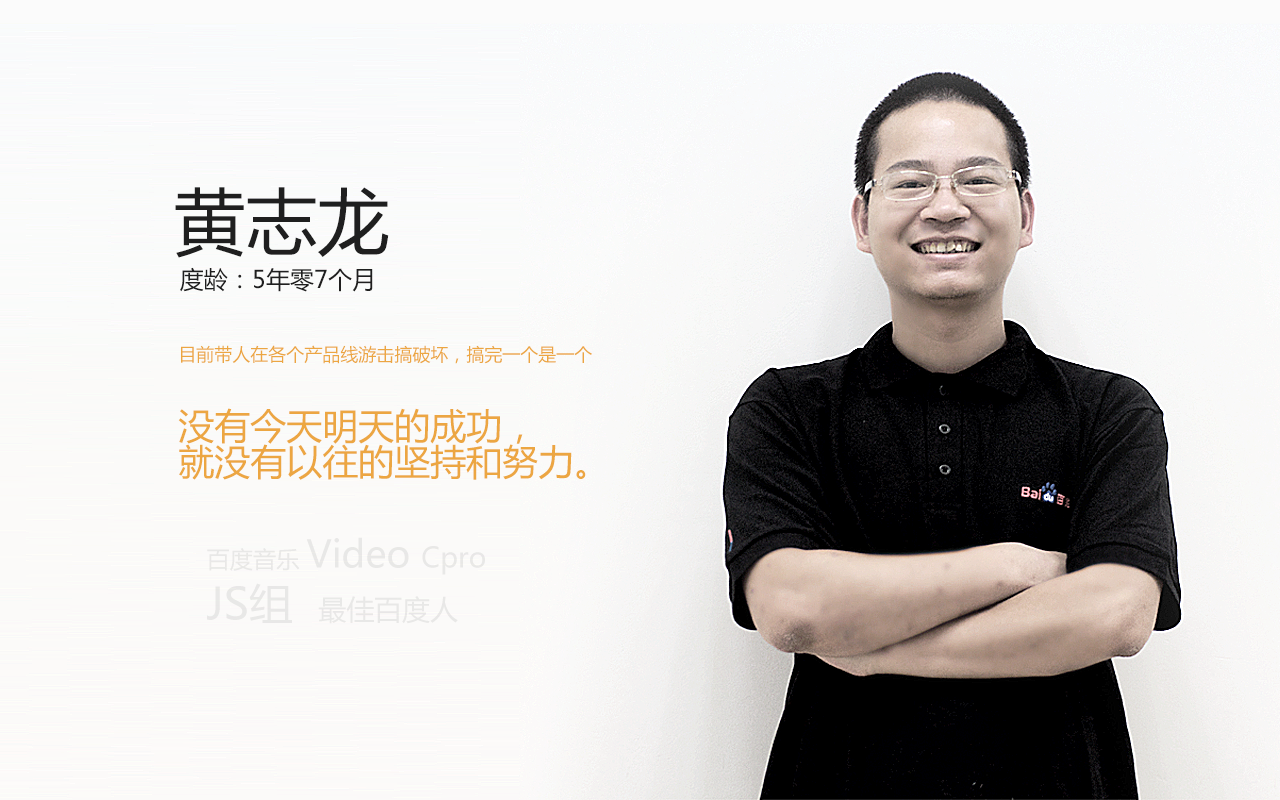 黄志龙
度龄：5年零7个月
目前带人在各个产品线游击搞破坏，搞完一个是一个
没有今天明天的成功，
就没有以往的坚持和努力。
百度音乐 Video Cpro
JS组 最佳百度人
Bai du 百